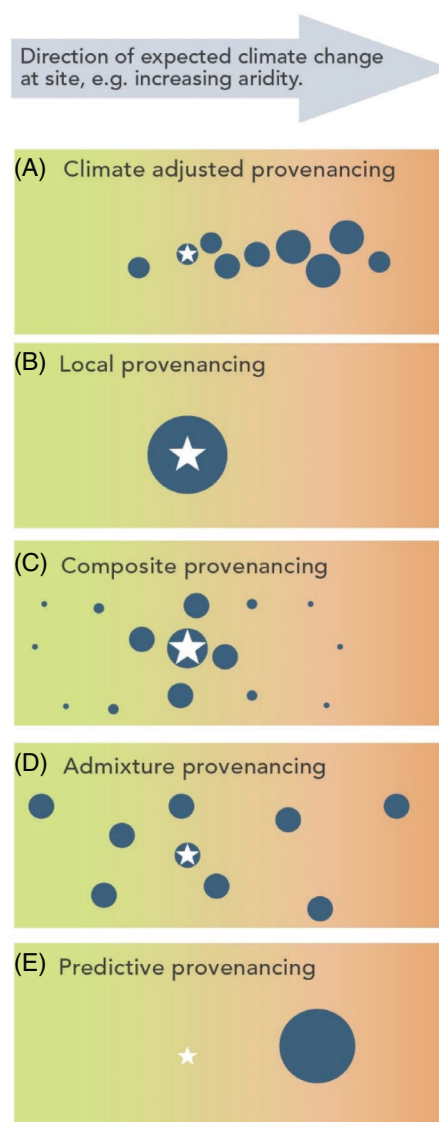 Direction of expected climate change
at site, e.g. increasing aridity.
(A) Climate adjusted provenancing
(B) Local provenancing
(C) Composite provenancing
(D) Admixture provenancing
(E) Predictive provenancing